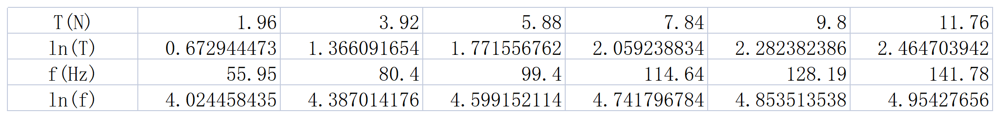 T(N) 1.96 3.92 5.88 7.84 9.8 11.76
ln(T) 0.672944473 1.366091654 1.771556762 2.059238834 2.282382386 2.464703942
f(Hz) 55.95 80.4 99.4 114.64 128.19 141.78
ln(f) 4.024458435 4.387014176 4.599152114 4.741796784 4.853513538 4.95427656